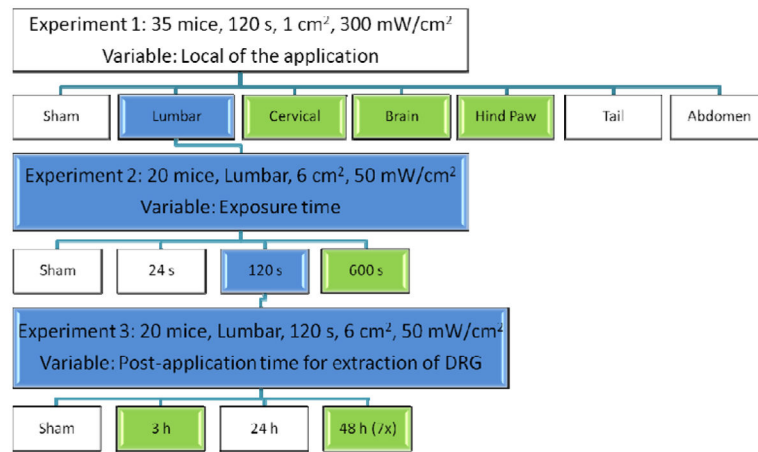 Experiment 1: 35 mice, 120 s, 1 cm², 300 mW/cm²
Variable: Local of the application
Sham
Lumbar
Cervical
Brain
Hind Paw
Tail
Abdomen
Experiment 2: 20 mice, Lumbar, 6 cm², 50 mW/cm²
Variable: Exposure time
Sham
24 s
120 s
600 s
Experiment 3: 20 mice, Lumbar, 120 s, 6 cm², 50 mW/cm²
Variable: Post-application time for extraction of DRG
Sham
3 h
24 h
48 h (7x)